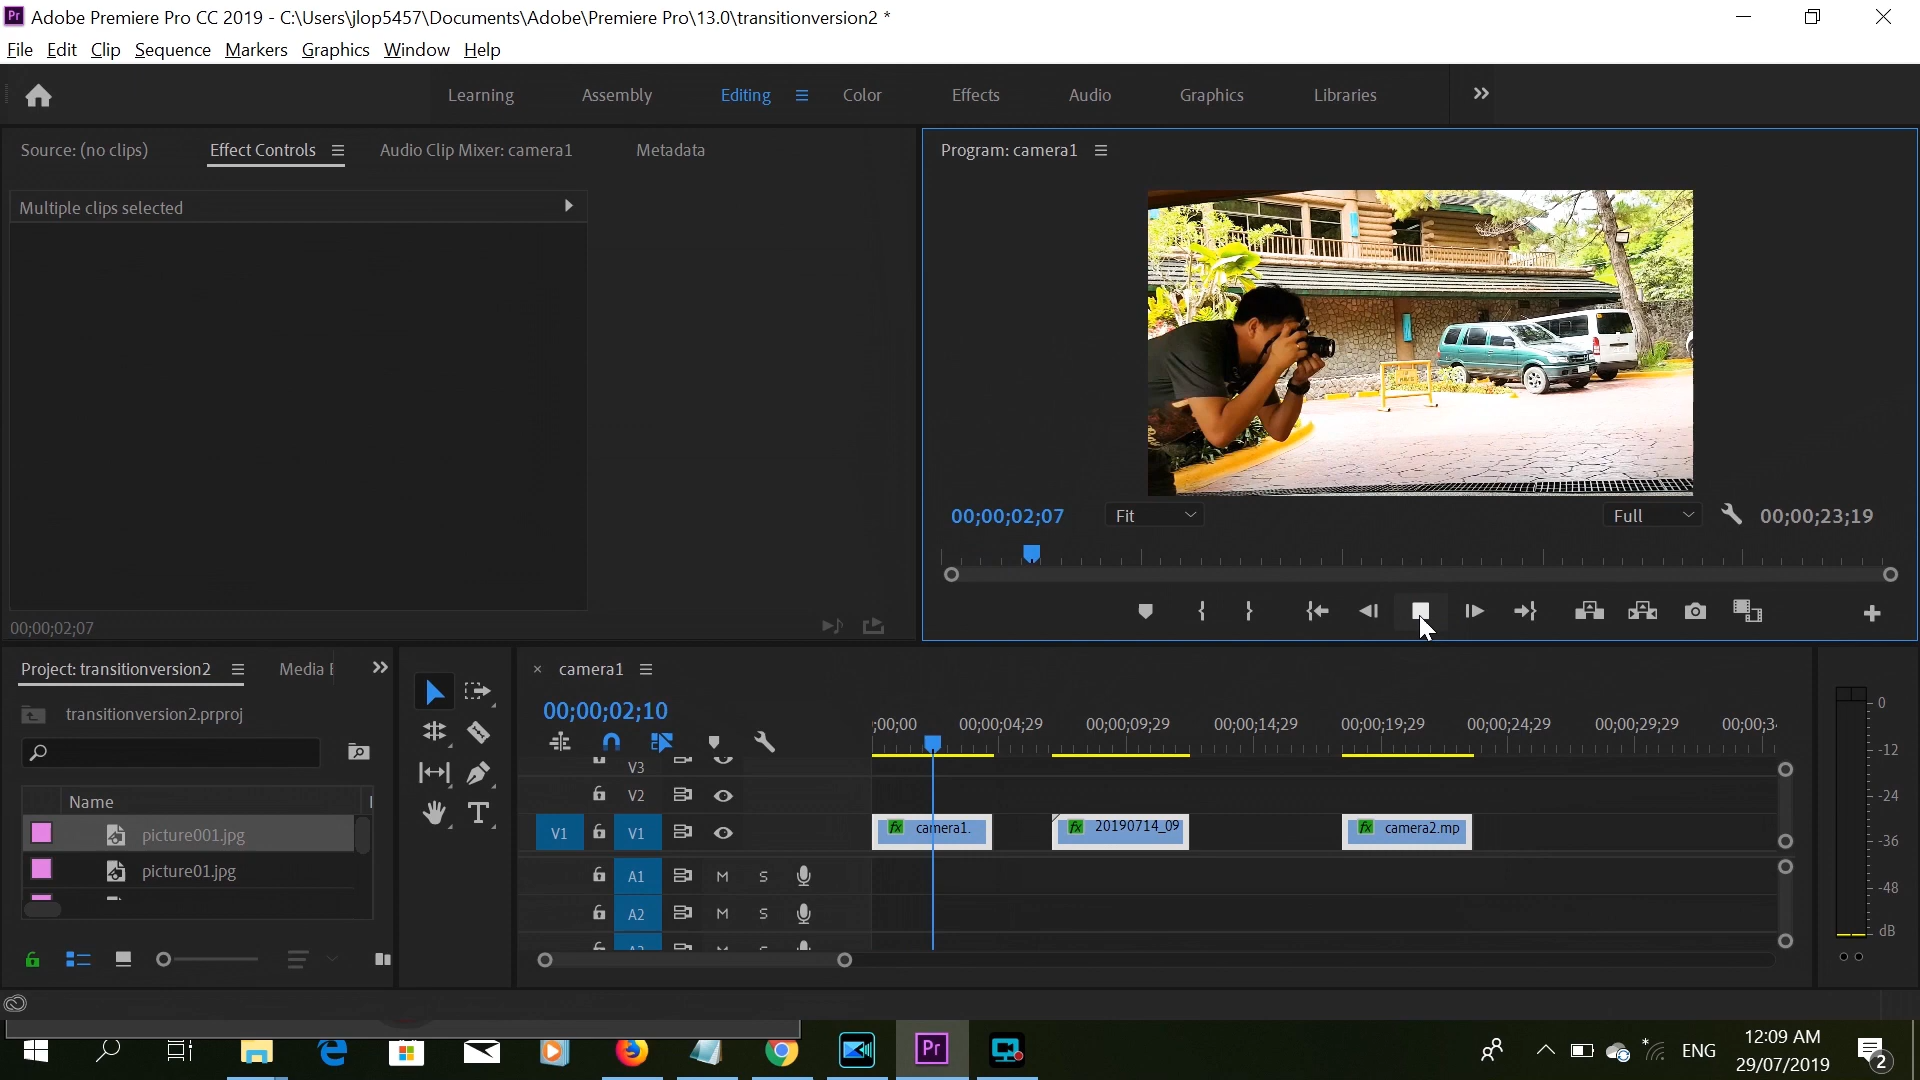 Pr Adobe Premiere Pro CC 2019 - C:\Users\jlop5457\Documents\Adobe\Premiere Pro\13.0\transitionversion2 *
File Edit Clip Sequence Markers Graphics Window Help
Learning Assembly Editing Color Effects Audio Graphics Libraries
Source: (no clips) Effect Controls Audio Clip Mixer: camera1 Metadata
Program: camera1
Multiple clips selected
00;00;02;07 Fit Full 00;00;23;19
00;00;02;07
Project: transitionversion2 Media
camera1
transitionversion2.prproj
00;00;02;10
;00;00 00;00;04;29 00;00;09;29 00;00;14;29 00;00;19;29 00;00;24;29 00;00;29;29 00;00;3
Name
picture001.jpg
picture01.jpg
V3
V2
V1 V1 fx camera1. fx 20190714_09 fx camera2.mp
A1 M S
A2 M S
0
-12
-24
-36
-48
dB
Pr
ENG
12:09 AM
29/07/2019
2